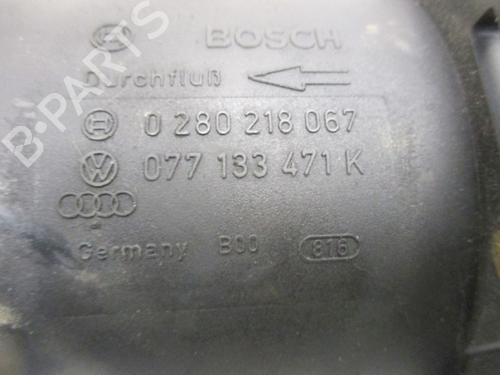 BOSCH
Durchfluß
0 280 218 067
077 133 471 K
Germany B00 816
B-PARTS